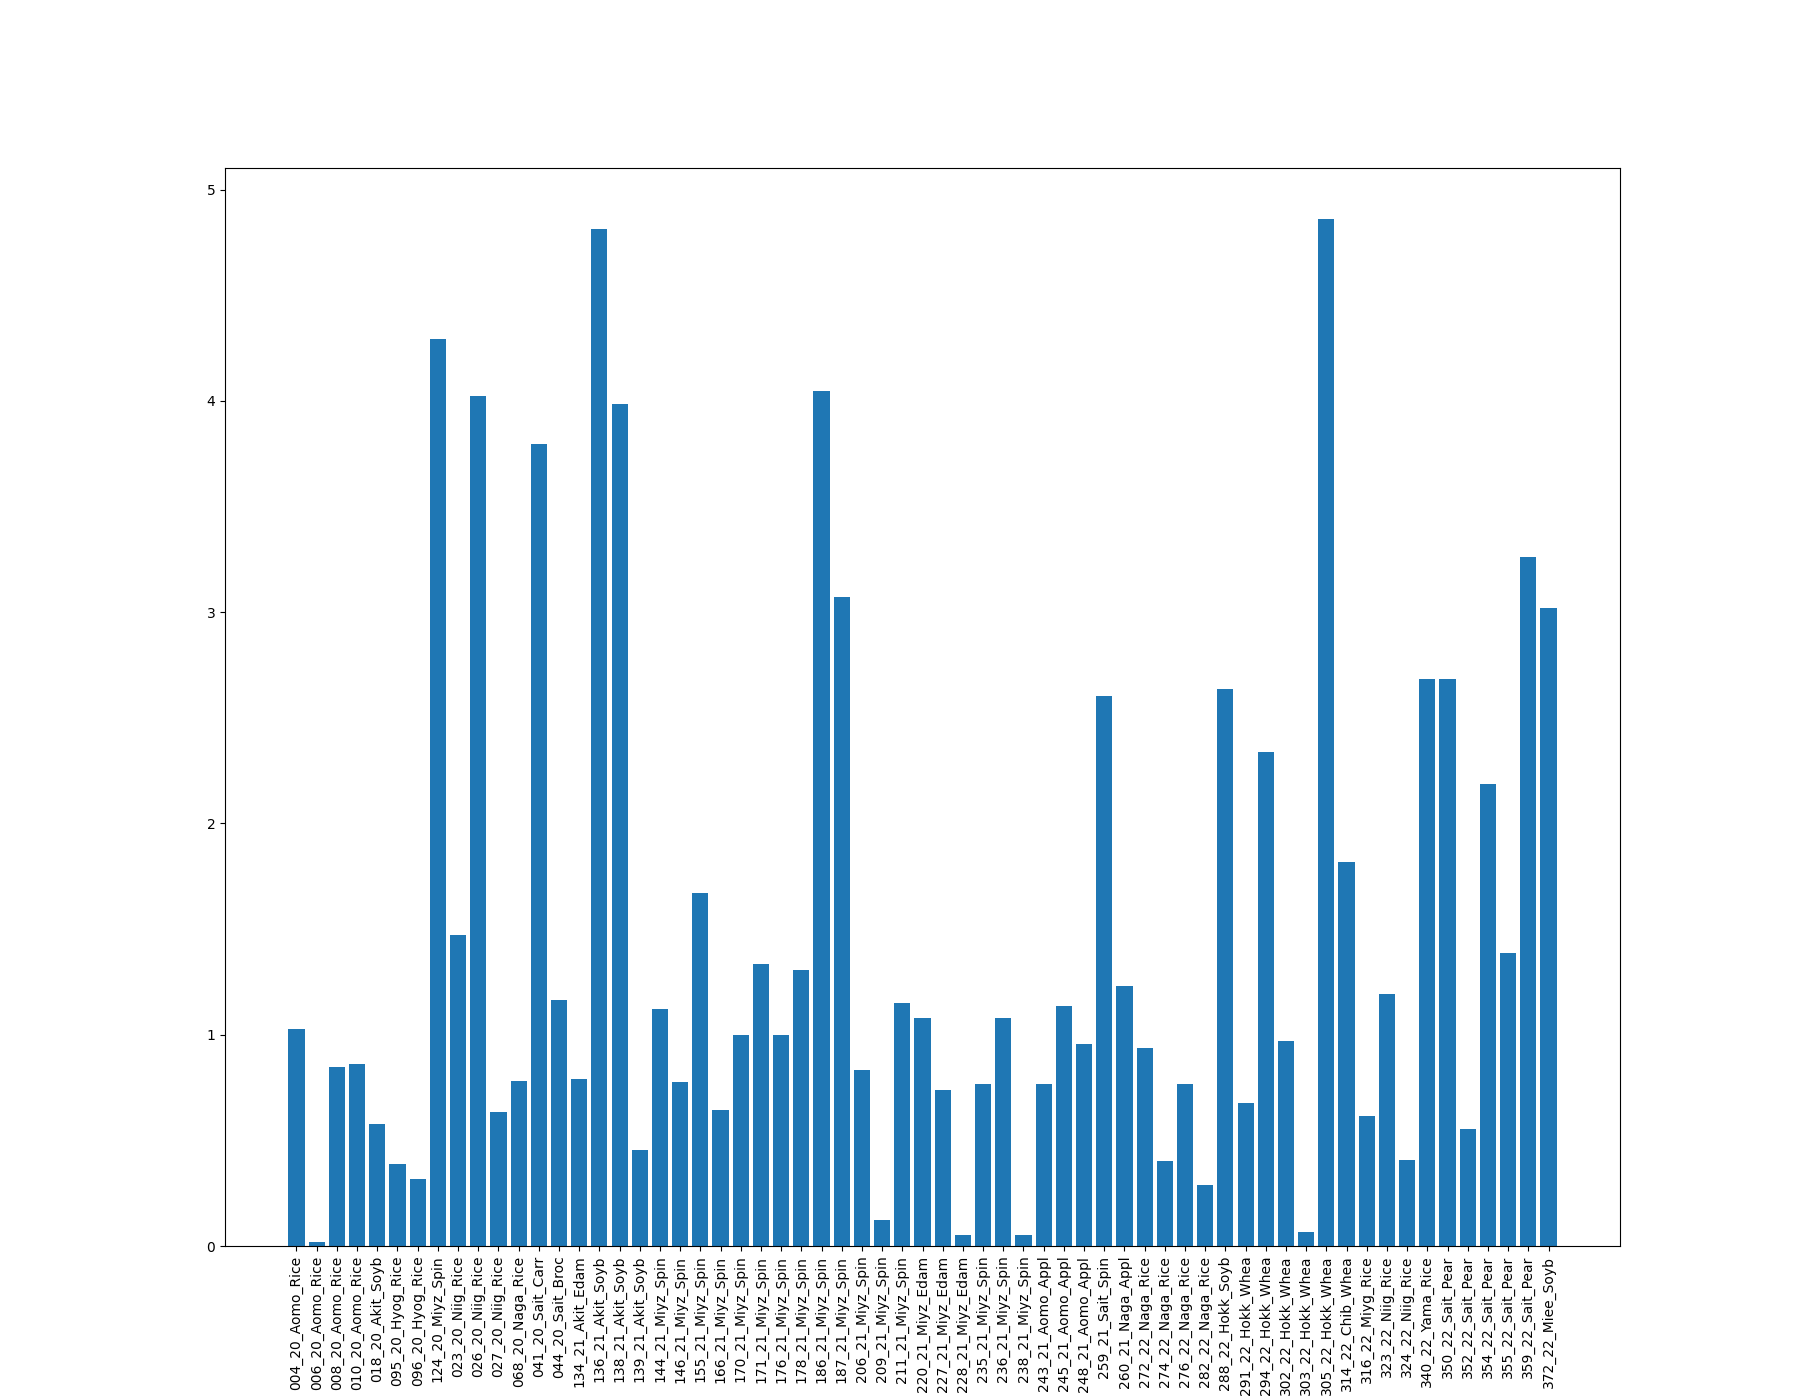 5
4
3
2
1
0
004_20_Aomo_Rice
006_20_Aomo_Rice
008_20_Aomo_Rice
010_20_Aomo_Rice
018_20_Akit_Soyb
095_20_Hyog_Rice
096_20_Hyog_Rice
124_20_Miyz_Spin
023_20_Niig_Rice
026_20_Niig_Rice
027_20_Niig_Rice
068_20_Naga_Rice
041_20_Sait_Carr
044_20_Sait_Broc
134_21_Akit_Edam
136_21_Akit_Soyb
138_21_Akit_Soyb
139_21_Akit_Soyb
144_21_Miyz_Spin
146_21_Miyz_Spin
155_21_Miyz_Spin
166_21_Miyz_Spin
170_21_Miyz_Spin
171_21_Miyz_Spin
176_21_Miyz_Spin
178_21_Miyz_Spin
186_21_Miyz_Spin
187_21_Miyz_Spin
206_21_Miyz_Spin
209_21_Miyz_Spin
211_21_Miyz_Spin
220_21_Miyz_Edam
227_21_Miyz_Edam
228_21_Miyz_Edam
235_21_Miyz_Spin
236_21_Miyz_Spin
238_21_Miyz_Spin
243_21_Aomo_Appl
245_21_Aomo_Appl
248_21_Aomo_Appl
259_21_Sait_Spin
260_21_Naga_Appl
272_22_Naga_Rice
274_22_Naga_Rice
276_22_Naga_Rice
282_22_Naga_Rice
288_22_Hokk_Soyb
291_22_Hokk_Whea
294_22_Hokk_Whea
302_22_Hokk_Whea
303_22_Hokk_Whea
305_22_Hokk_Whea
314_22_Chib_Whea
316_22_Miyg_Rice
323_22_Niig_Rice
324_22_Niig_Rice
340_22_Yama_Rice
350_22_Sait_Pear
352_22_Sait_Pear
354_22_Sait_Pear
355_22_Sait_Pear
359_22_Sait_Pear
372_22_Miee_Soyb